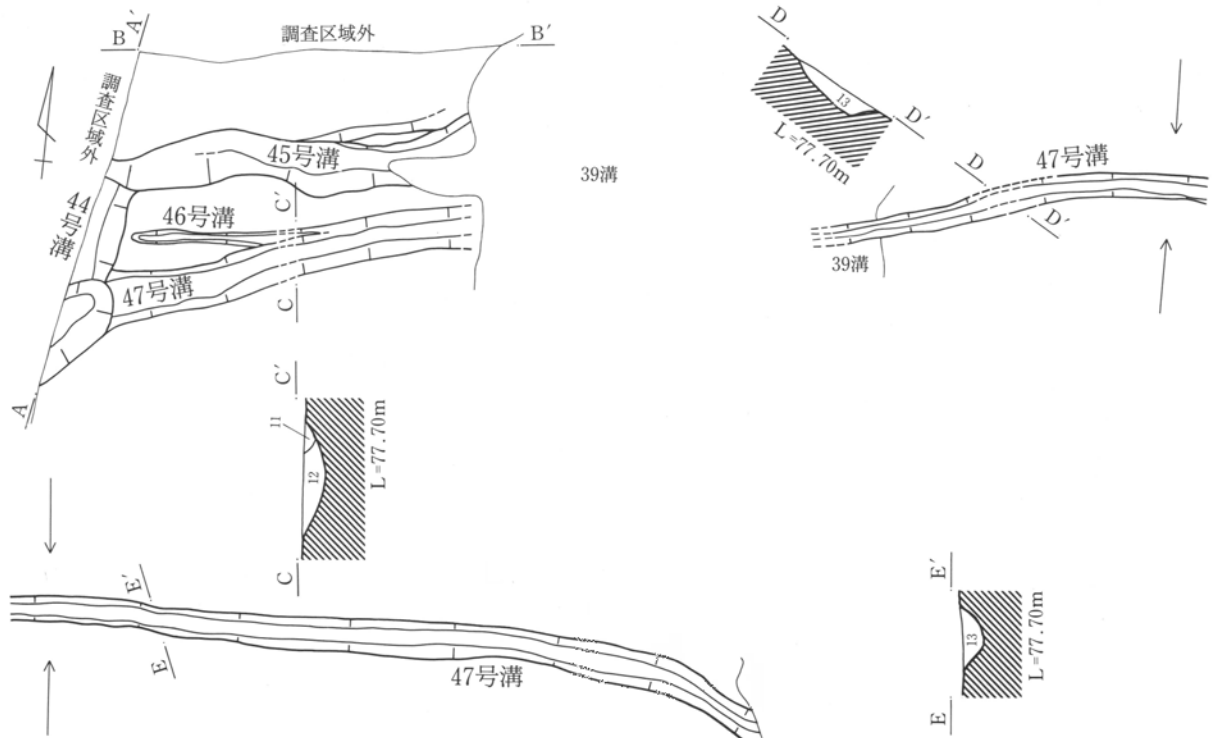 A′
B
調査区域外
B′
調査区域外
45号溝
C′
44号溝
46号溝
47号溝
C
A
39溝
D
13
D′
L=77.70m
D
47号溝
D′
39溝
C′
11
12
L=77.70m
C
E′
E
47号溝
E′
13
L=77.70m
E